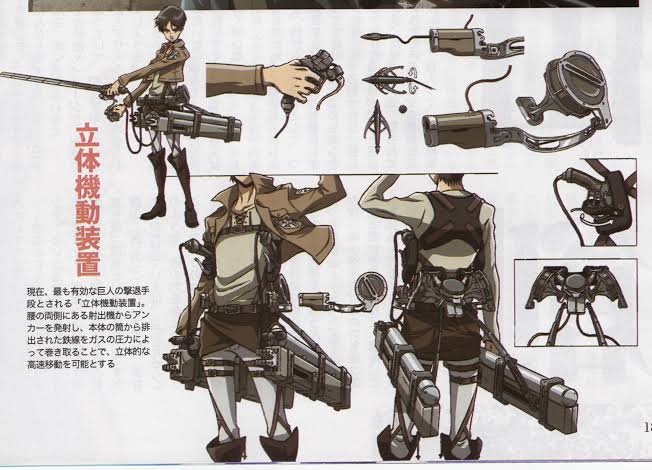 立体機動装置
現在、最も有効な巨人の撃退手
段とされる「立体機動装置」。
腰の両側にある射出機からアン
カーを発射し、本体の筒から排
出された鉄線をガスの圧力によ
って巻き取ることで、立体的な
高速移動を可能とする